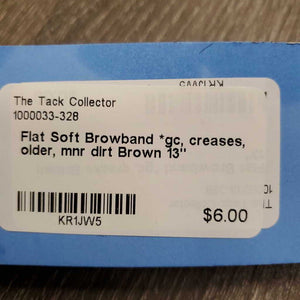 The Tack Collector
1000033-328
Flat Soft Browband *gc, creases,
older, mnr dirt Brown 13"
KR1JW5
$6.00